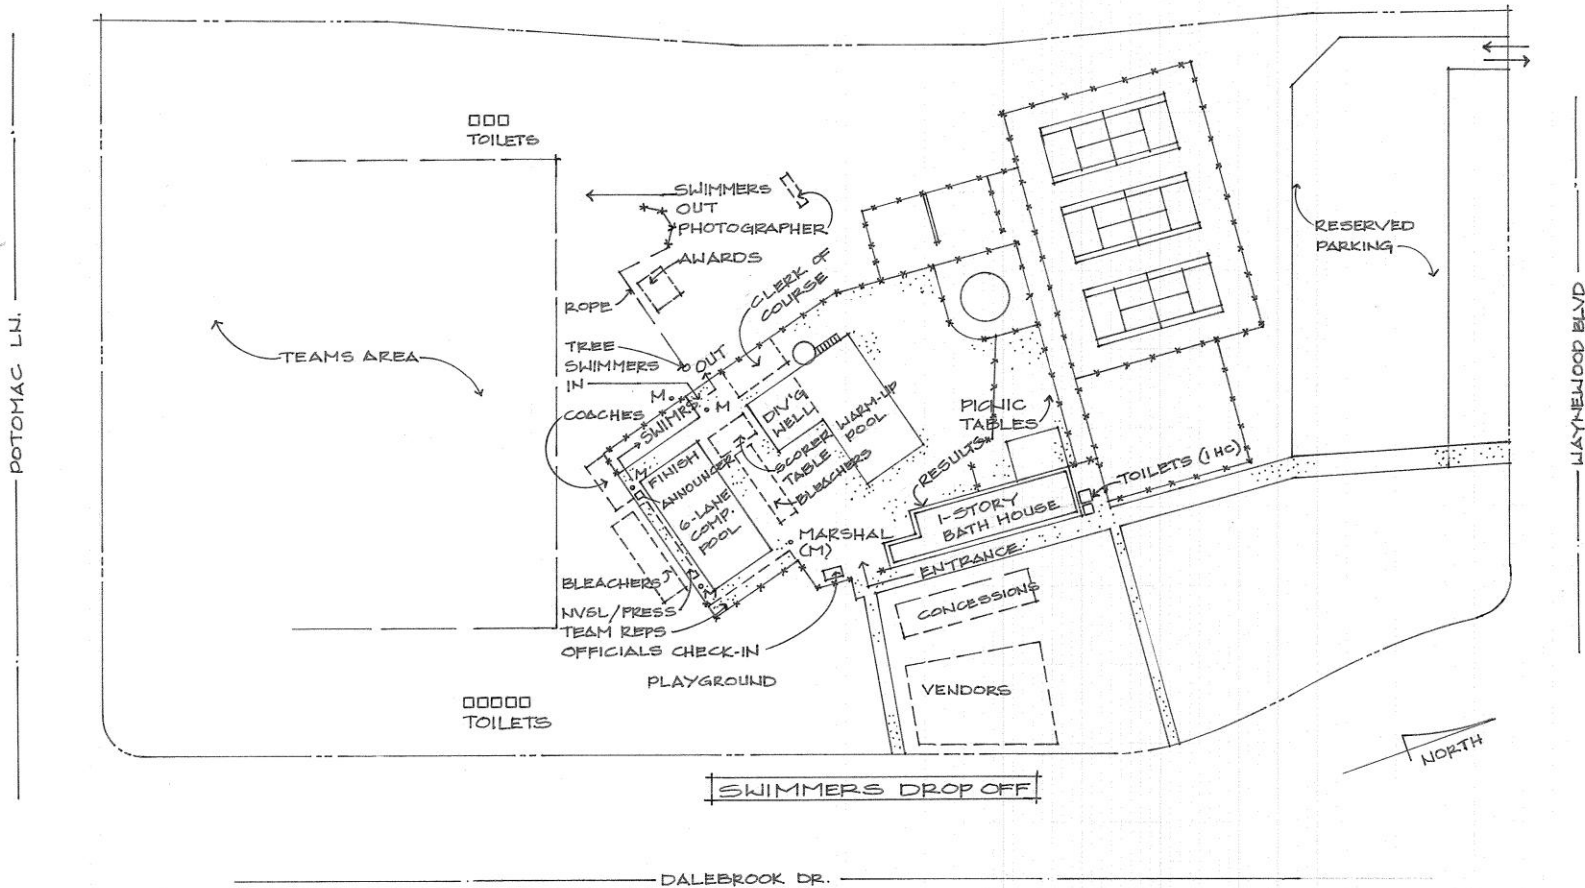 TOILETS
SWIMMERS
OUT
PHOTOGRAPHER
AWARDS
CLERK OF
COURSE
ROPE
TREE
OUT
SWIMMERS
IN
M
M
COACHES
SWIMRS.
TEAMS AREA
POTOMAC LN.
RESERVED
PARKING
WAYNEWOOD BLVD
DIV'G
WELL
WARM-UP
POOL
PICNIC
TABLES
RESULTS
TOILETS (1 HC)
SCORER
TABLE
BLEACHERS
M
FINISH
ANNOUNCER
6-LANE
COMP.
POOL
1-STORY
BATH HOUSE
MARSHAL
(M)
ENTRANCE
BLEACHERS
M
NVSL/PRESS
TEAM REPS
OFFICIALS CHECK-IN
PLAYGROUND
CONCESSIONS
VENDORS
TOILETS
NORTH
SWIMMERS DROP OFF
DALEBROOK DR.